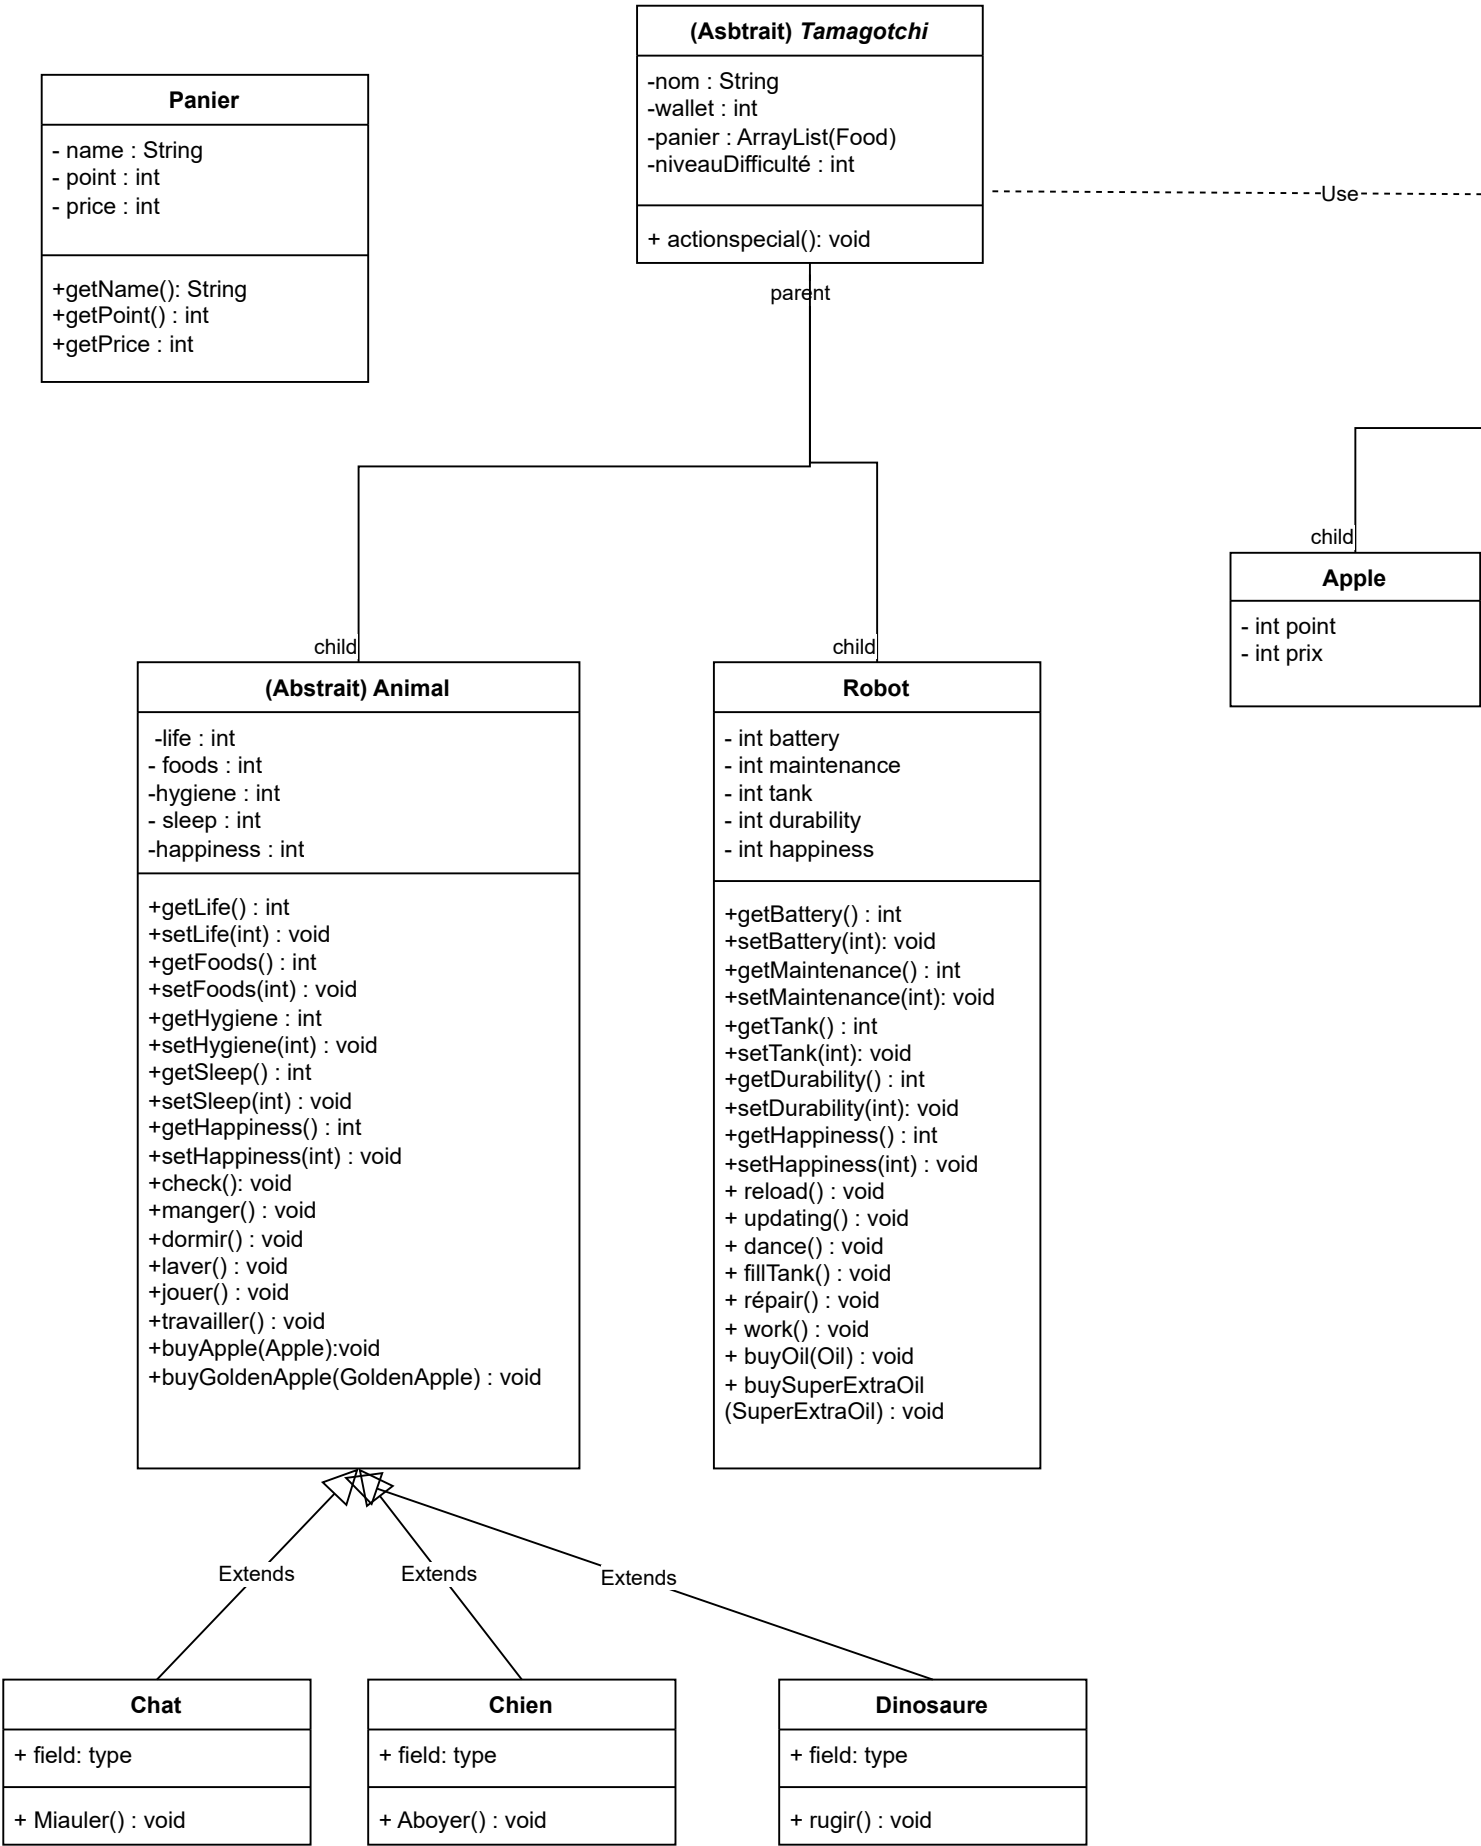 (Asbtrait) Tamagotchi
-nom : String
-wallet : int
-panier : ArrayList(Food)
-niveauDifficulté : int
+ actionspecial(): void
parent
Use
Panier
- name : String
- point : int
- price : int
+getName(): String
+getPoint() : int
+getPrice : int
child
Apple
- int point
- int prix
child
(Abstrait) Animal
-life : int
- foods : int
-hygiene : int
- sleep : int
-happiness : int
+getLife() : int
+setLife(int) : void
+getFoods() : int
+setFoods(int) : void
+getHygiene : int
+setHygiene(int) : void
+getSleep() : int
+setSleep(int) : void
+getHappiness() : int
+setHappiness(int) : void
+check(): void
+manger() : void
+dormir() : void
+laver() : void
+jouer() : void
+travailler() : void
+buyApple(Apple):void
+buyGoldenApple(GoldenApple) : void
child
Robot
- int battery
- int maintenance
- int tank
- int durability
- int happiness
+getBattery() : int
+setBattery(int): void
+getMaintenance() : int
+setMaintenance(int): void
+getTank() : int
+setTank(int): void
+getDurability() : int
+setDurability(int): void
+getHappiness() : int
+setHappiness(int) : void
+ reload() : void
+ updating() : void
+ dance() : void
+ fillTank() : void
+ répair() : void
+ work() : void
+ buyOil(Oil) : void
+ buySuperExtraOil
(SuperExtraOil) : void
Extends
Extends
Extends
Chat
+ field: type
+ Miauler() : void
Chien
+ field: type
+ Aboyer() : void
Dinosaure
+ field: type
+ rugir() : void